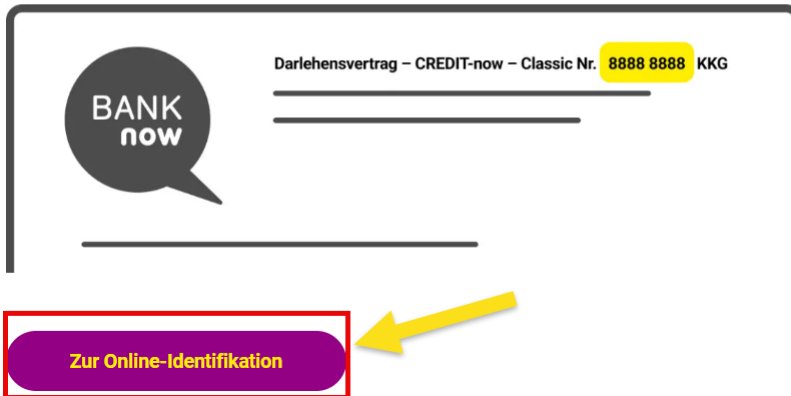 Darlehensvertrag – CREDIT-now – Classic Nr. 8888 8888 KKG
BANK
now
Zur Online-Identifikation